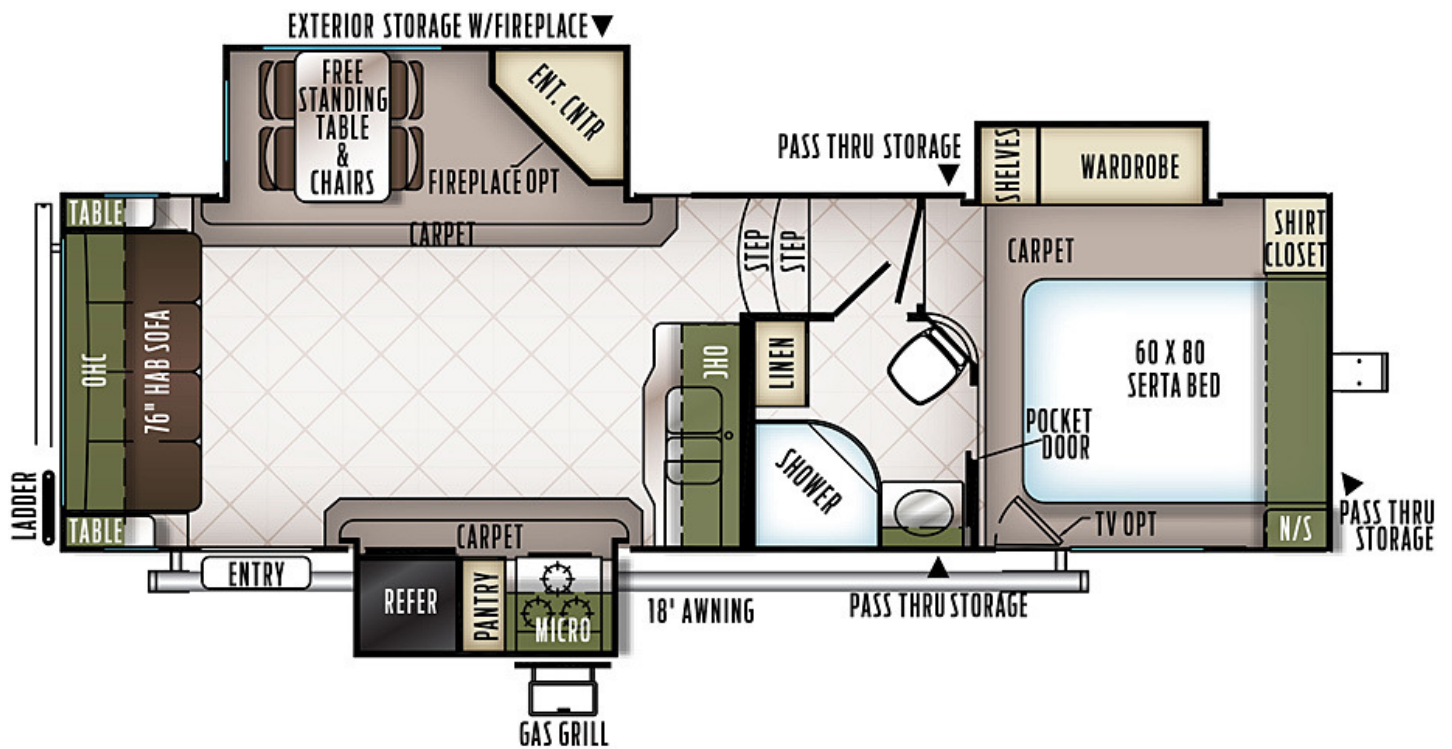 EXTERIOR STORAGE W/FIREPLACE
FREE
STANDING
TABLE
&
CHAIRS
ENT. CNTR
FIREPLACE OPT
CARPET
PASS THRU STORAGE
SHELVES
WARDROBE
TABLE
OHC
76" HAB SOFA
TABLE
LADDER
STEP
STEP
CARPET
SHIRT
CLOSET
OHC
LINEN
60 X 80
SERTA BED
POCKET
DOOR
SHOWER
TV OPT
N/S
PASS THRU
STORAGE
CARPET
ENTRY
REFER
PANTRY
MICRO
18' AWNING
PASS THRU STORAGE
GAS GRILL